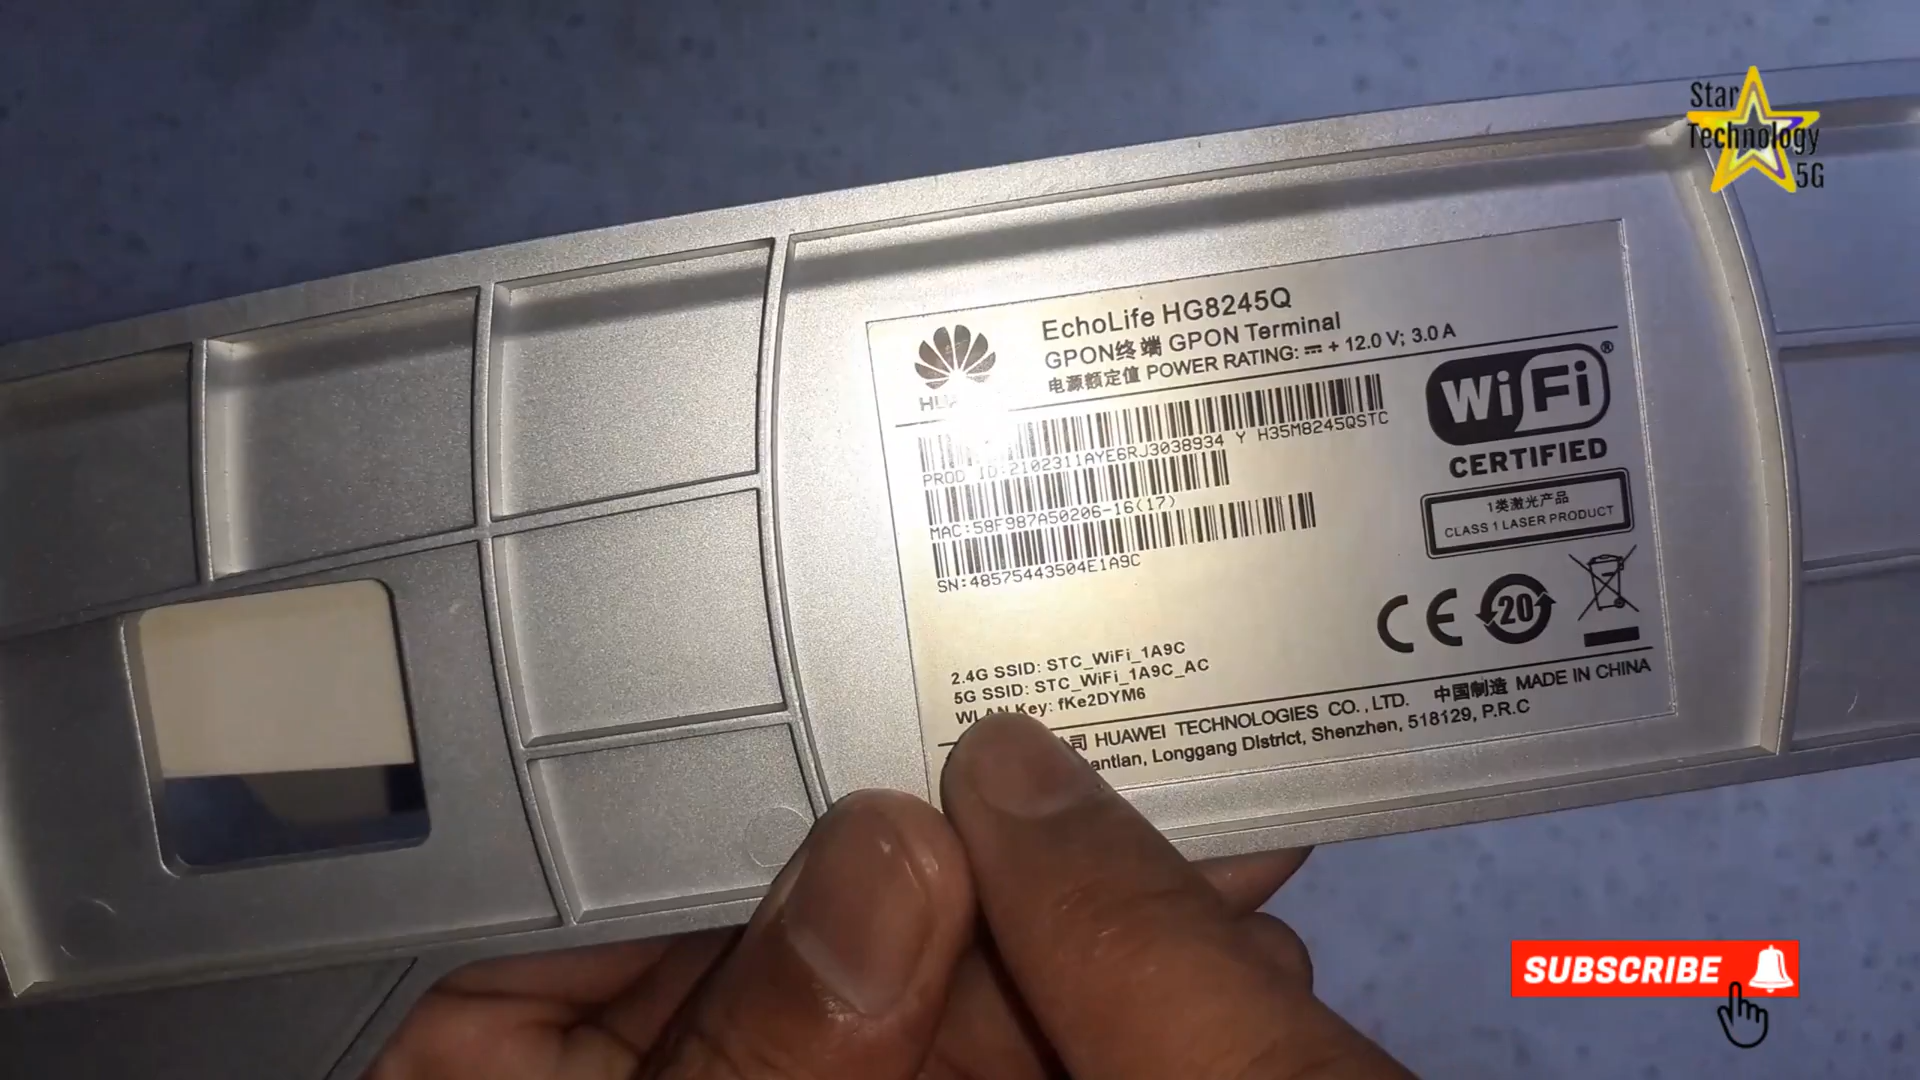 Star
Technology
5G
EchoLife HG8245Q
GPON终端 GPON Terminal
电源额定值 POWER RATING: ⎓ + 12.0 V; 3.0 A
PROD ID:2102311AYE6RJ3038934 Y H35M8245QSTC
MAC:58F987A50206-16(17)
SN:48575443504E1A9C
WiFi®
CERTIFIED
1类激光产品
CLASS 1 LASER PRODUCT
CE
20
2.4G SSID: STC_WiFi_1A9C
5G SSID: STC_WiFi_1A9C_AC
WLAN Key: fKe2DYM6
司 HUAWEI TECHNOLOGIES CO.,LTD. 中国制造 MADE IN CHINA
Longgang District, Shenzhen, 518129, P.R.C
SUBSCRIBE